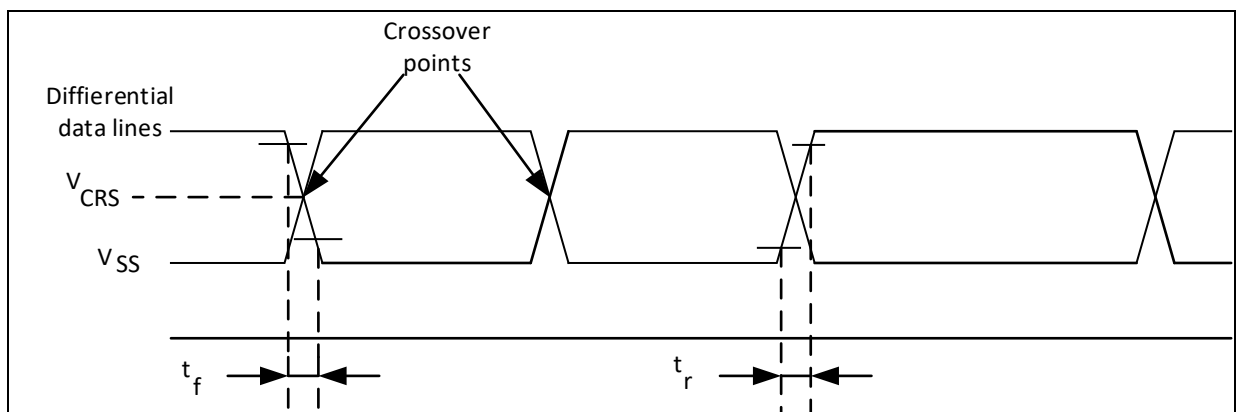 Crossover
points
Diffierential
data lines
V
CRS
V SS
t
f
t
r